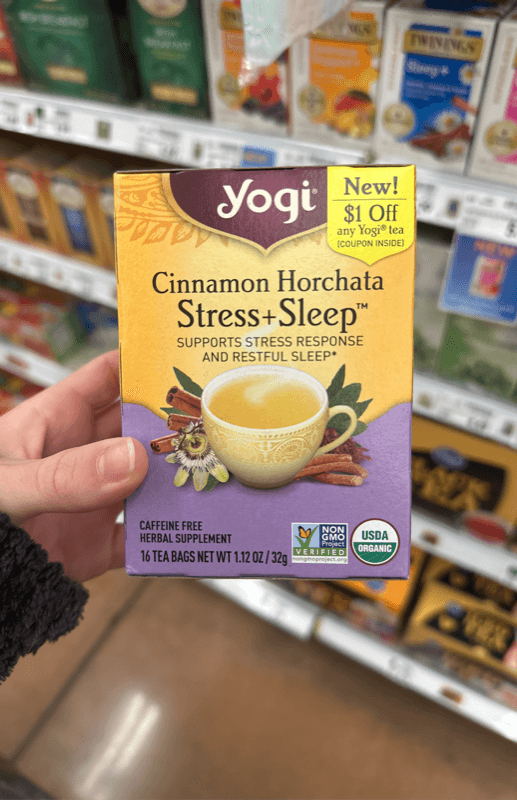 TWININGS
Sleep+
yogi®
New!
$1 Off
any Yogi® tea
(COUPON INSIDE)
Cinnamon Horchata
Stress+Sleep™
SUPPORTS STRESS RESPONSE
AND RESTFUL SLEEP*
CAFFEINE FREE
HERBAL SUPPLEMENT
16 TEA BAGS NET WT 1.12 OZ / 32g
NON
GMO
Project
VERIFIED
nongmoproject.org
USDA
ORGANIC
NEW